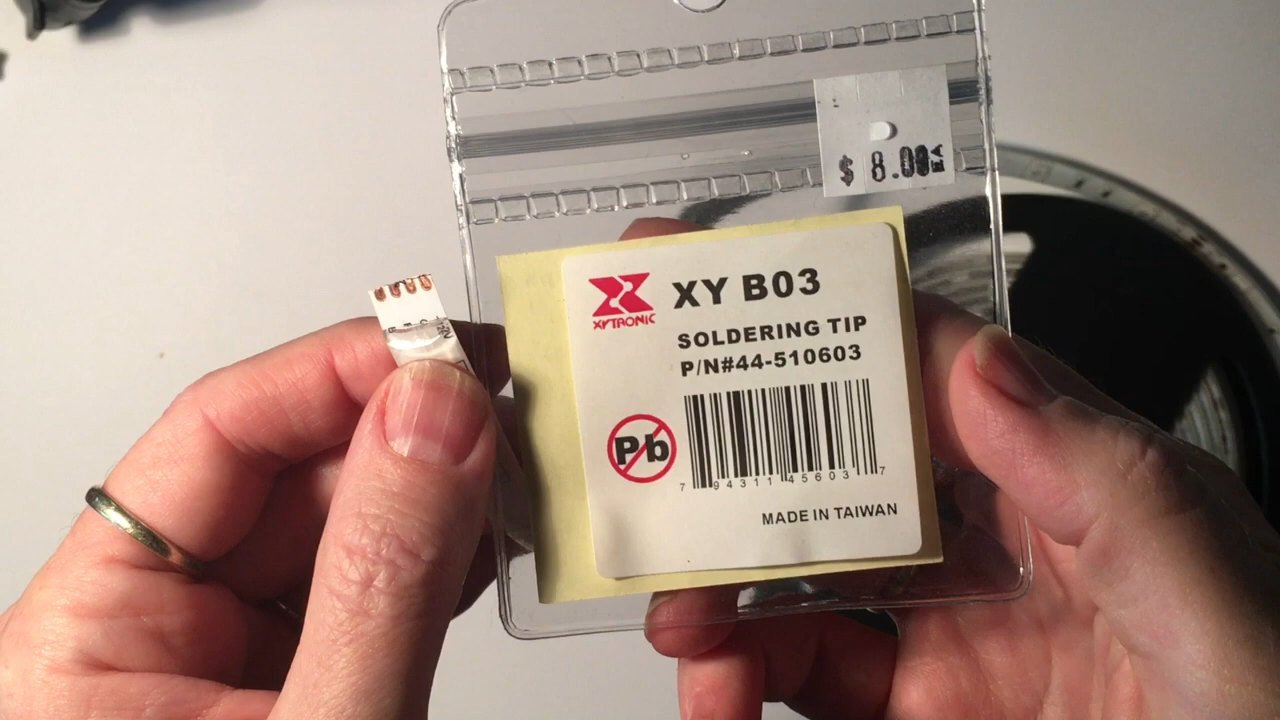 $ 8.00 EA
XYTRONIC
XY B03
SOLDERING TIP
P/N#44-510603
Pb
7 94311 45603 7
MADE IN TAIWAN